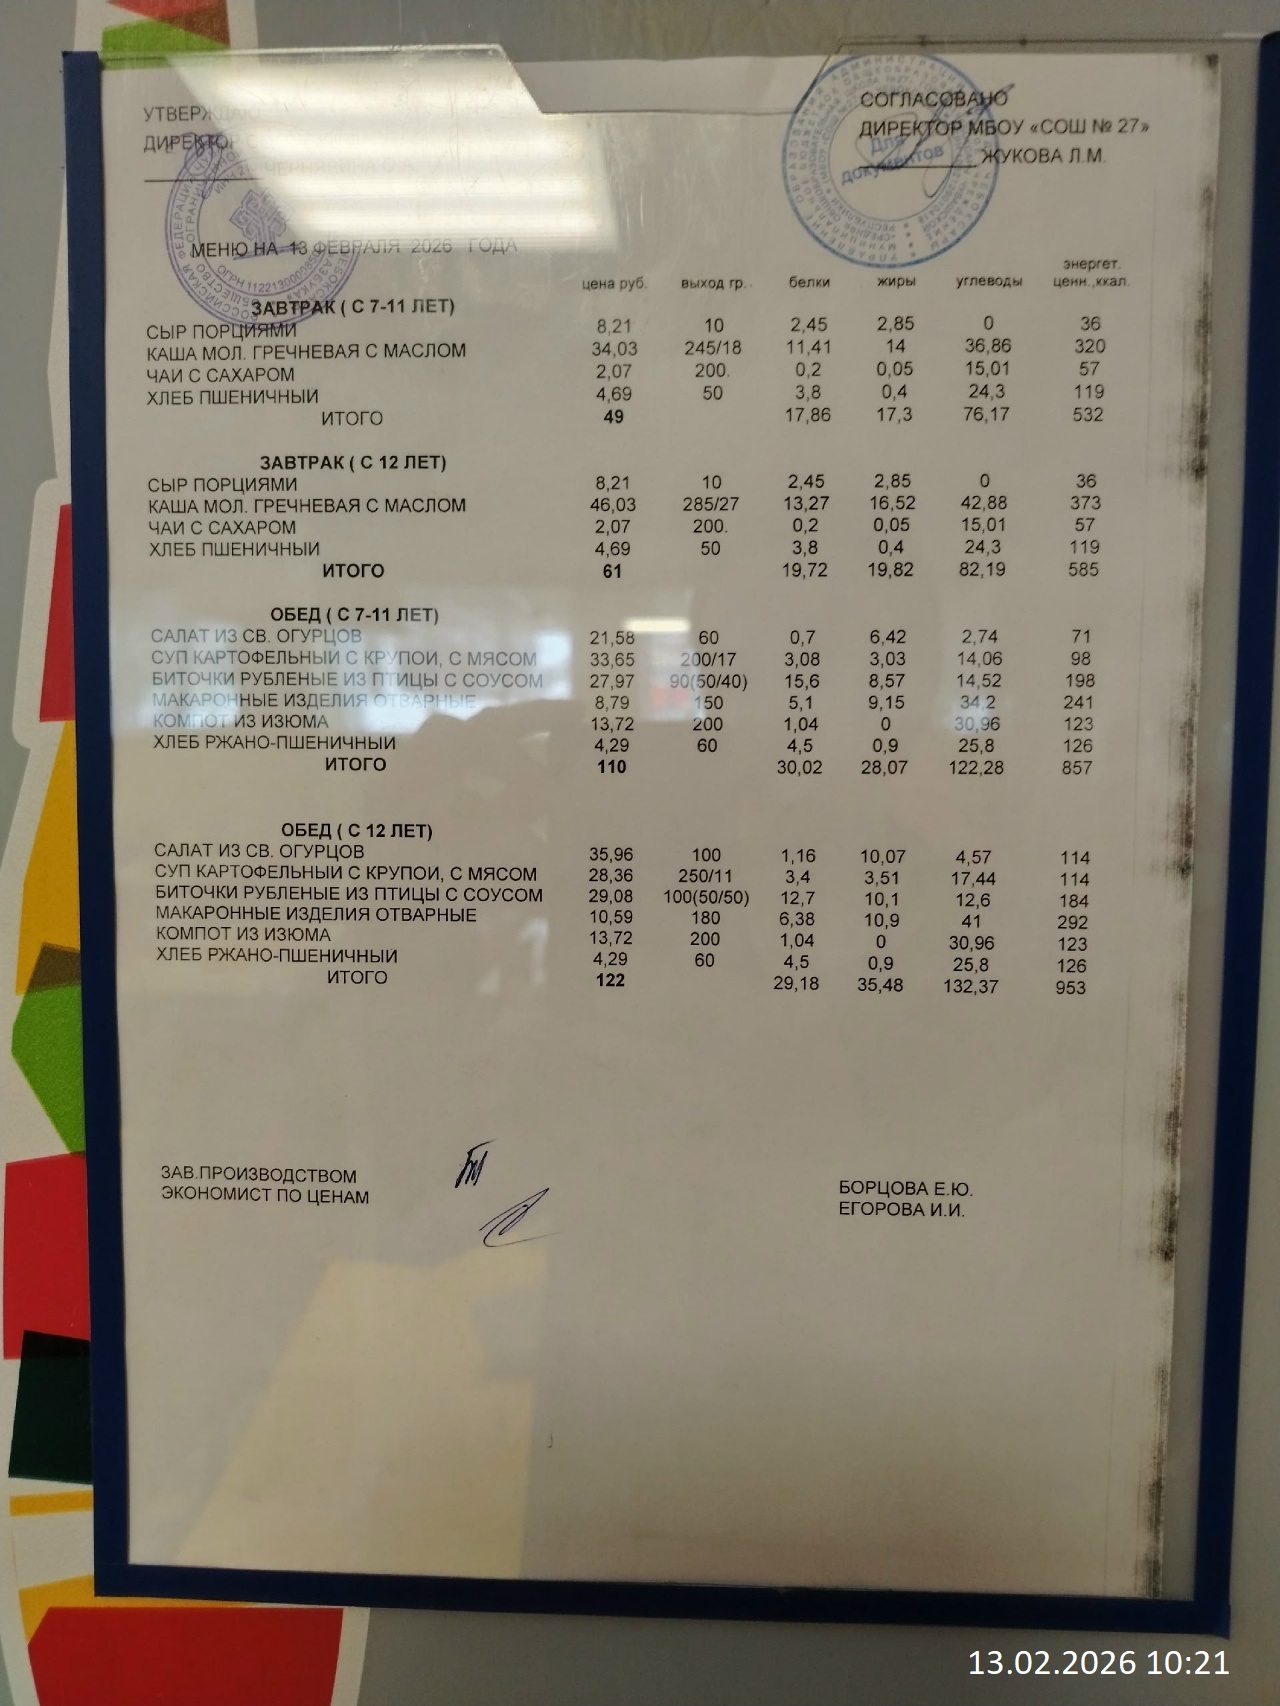 УТВЕРЖДАЮ
ДИРЕКТОР
СОГЛАСОВАНО
ДИРЕКТОР МБОУ «СОШ № 27»
ЖУКОВА Л.М.
Для документов
МЕНЮ НА 13 ФЕВРАЛЯ 2026 ГОДА
цена руб. выход гр. белки жиры углеводы энергет. ценн.,ккал.
ЗАВТРАК ( С 7-11 ЛЕТ)
СЫР ПОРЦИЯМИ 8,21 10 2,45 2,85 0 36
КАША МОЛ. ГРЕЧНЕВАЯ С МАСЛОМ 34,03 245/18 11,41 14 36,86 320
ЧАИ С САХАРОМ 2,07 200. 0,2 0,05 15,01 57
ХЛЕБ ПШЕНИЧНЫЙ 4,69 50 3,8 0,4 24,3 119
ИТОГО 49 17,86 17,3 76,17 532
ЗАВТРАК ( С 12 ЛЕТ)
СЫР ПОРЦИЯМИ 8,21 10 2,45 2,85 0 36
КАША МОЛ. ГРЕЧНЕВАЯ С МАСЛОМ 46,03 285/27 13,27 16,52 42,88 373
ЧАИ С САХАРОМ 2,07 200. 0,2 0,05 15,01 57
ХЛЕБ ПШЕНИЧНЫЙ 4,69 50 3,8 0,4 24,3 119
ИТОГО 61 19,72 19,82 82,19 585
ОБЕД ( С 7-11 ЛЕТ)
САЛАТ ИЗ СВ. ОГУРЦОВ 21,58 60 0,7 6,42 2,74 71
СУП КАРТОФЕЛЬНЫЙ С КРУПОИ, С МЯСОМ 33,65 200/17 3,08 3,03 14,06 98
БИТОЧКИ РУБЛЕНЫЕ ИЗ ПТИЦЫ С СОУСОМ 27,97 90(50/40) 15,6 8,57 14,52 198
МАКАРОННЫЕ ИЗДЕЛИЯ ОТВАРНЫЕ 8,79 150 5,1 9,15 34,2 241
КОМПОТ ИЗ ИЗЮМА 13,72 200 1,04 0 30,96 123
ХЛЕБ РЖАНО-ПШЕНИЧНЫЙ 4,29 60 4,5 0,9 25,8 126
ИТОГО 110 30,02 28,07 122,28 857
ОБЕД ( С 12 ЛЕТ)
САЛАТ ИЗ СВ. ОГУРЦОВ 35,96 100 1,16 10,07 4,57 114
СУП КАРТОФЕЛЬНЫЙ С КРУПОИ, С МЯСОМ 28,36 250/11 3,4 3,51 17,44 114
БИТОЧКИ РУБЛЕНЫЕ ИЗ ПТИЦЫ С СОУСОМ 29,08 100(50/50) 12,7 10,1 12,6 184
МАКАРОННЫЕ ИЗДЕЛИЯ ОТВАРНЫЕ 10,59 180 6,38 10,9 41 292
КОМПОТ ИЗ ИЗЮМА 13,72 200 1,04 0 30,96 123
ХЛЕБ РЖАНО-ПШЕНИЧНЫЙ 4,29 60 4,5 0,9 25,8 126
ИТОГО 122 29,18 35,48 132,37 953
ЗАВ.ПРОИЗВОДСТВОМ БОРЦОВА Е.Ю.
ЭКОНОМИСТ ПО ЦЕНАМ ЕГОРОВА И.И.
13.02.2026 10:21